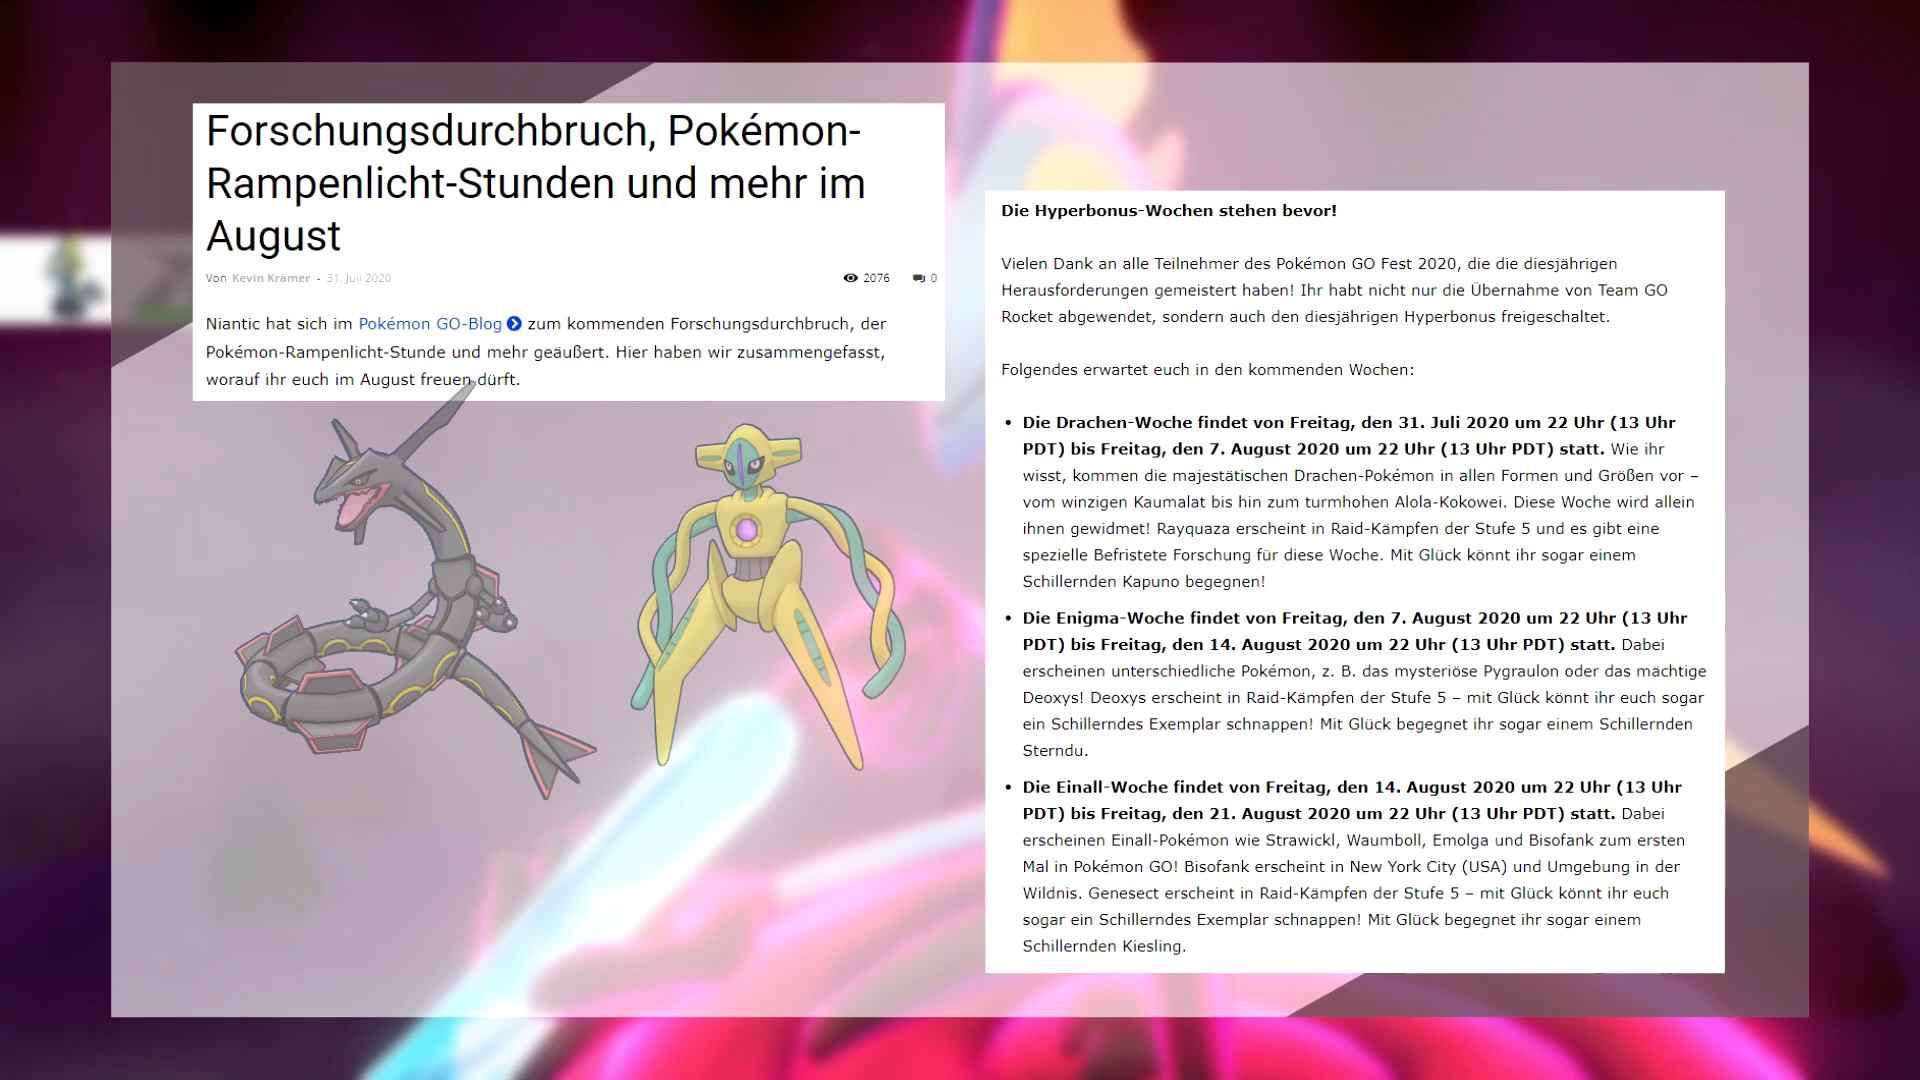 Forschungsdurchbruch, Pokémon-
Rampenlicht-Stunden und mehr im
August
Von Kevin Krämer - 31. Juli 2020 2076 0
Niantic hat sich im Pokémon GO-Blog zum kommenden Forschungsdurchbruch, der
Pokémon-Rampenlicht-Stunde und mehr geäußert. Hier haben wir zusammengefasst,
worauf ihr euch im August freuen dürft.
Die Hyperbonus-Wochen stehen bevor!
Vielen Dank an alle Teilnehmer des Pokémon GO Fest 2020, die die diesjährigen
Herausforderungen gemeistert haben! Ihr habt nicht nur die Übernahme von Team GO
Rocket abgewendet, sondern auch den diesjährigen Hyperbonus freigeschaltet.
Folgendes erwartet euch in den kommenden Wochen:
• Die Drachen-Woche findet von Freitag, den 31. Juli 2020 um 22 Uhr (13 Uhr
PDT) bis Freitag, den 7. August 2020 um 22 Uhr (13 Uhr PDT) statt. Wie ihr
wisst, kommen die majestätischen Drachen-Pokémon in allen Formen und Größen vor –
vom winzigen Kaumalat bis hin zum turmhohen Alola-Kokowei. Diese Woche wird allein
ihnen gewidmet! Rayquaza erscheint in Raid-Kämpfen der Stufe 5 und es gibt eine
spezielle Befristete Forschung für diese Woche. Mit Glück könnt ihr sogar einem
Schillernden Kapuno begegnen!
• Die Enigma-Woche findet von Freitag, den 7. August 2020 um 22 Uhr (13 Uhr
PDT) bis Freitag, den 14. August 2020 um 22 Uhr (13 Uhr PDT) statt. Dabei
erscheinen unterschiedliche Pokémon, z. B. das mysteriöse Pygraulon oder das mächtige
Deoxys! Deoxys erscheint in Raid-Kämpfen der Stufe 5 – mit Glück könnt ihr euch sogar
ein Schillerndes Exemplar schnappen! Mit Glück begegnet ihr sogar einem Schillernden
Sterndu.
• Die Einall-Woche findet von Freitag, den 14. August 2020 um 22 Uhr (13 Uhr
PDT) bis Freitag, den 21. August 2020 um 22 Uhr (13 Uhr PDT) statt. Dabei
erscheinen Einall-Pokémon wie Strawickl, Waumboll, Emolga und Bisofank zum ersten
Mal in Pokémon GO! Bisofank erscheint in New York City (USA) und Umgebung in der
Wildnis. Genesect erscheint in Raid-Kämpfen der Stufe 5 – mit Glück könnt ihr euch
sogar ein Schillerndes Exemplar schnappen! Mit Glück begegnet ihr sogar einem
Schillernden Kiesling.